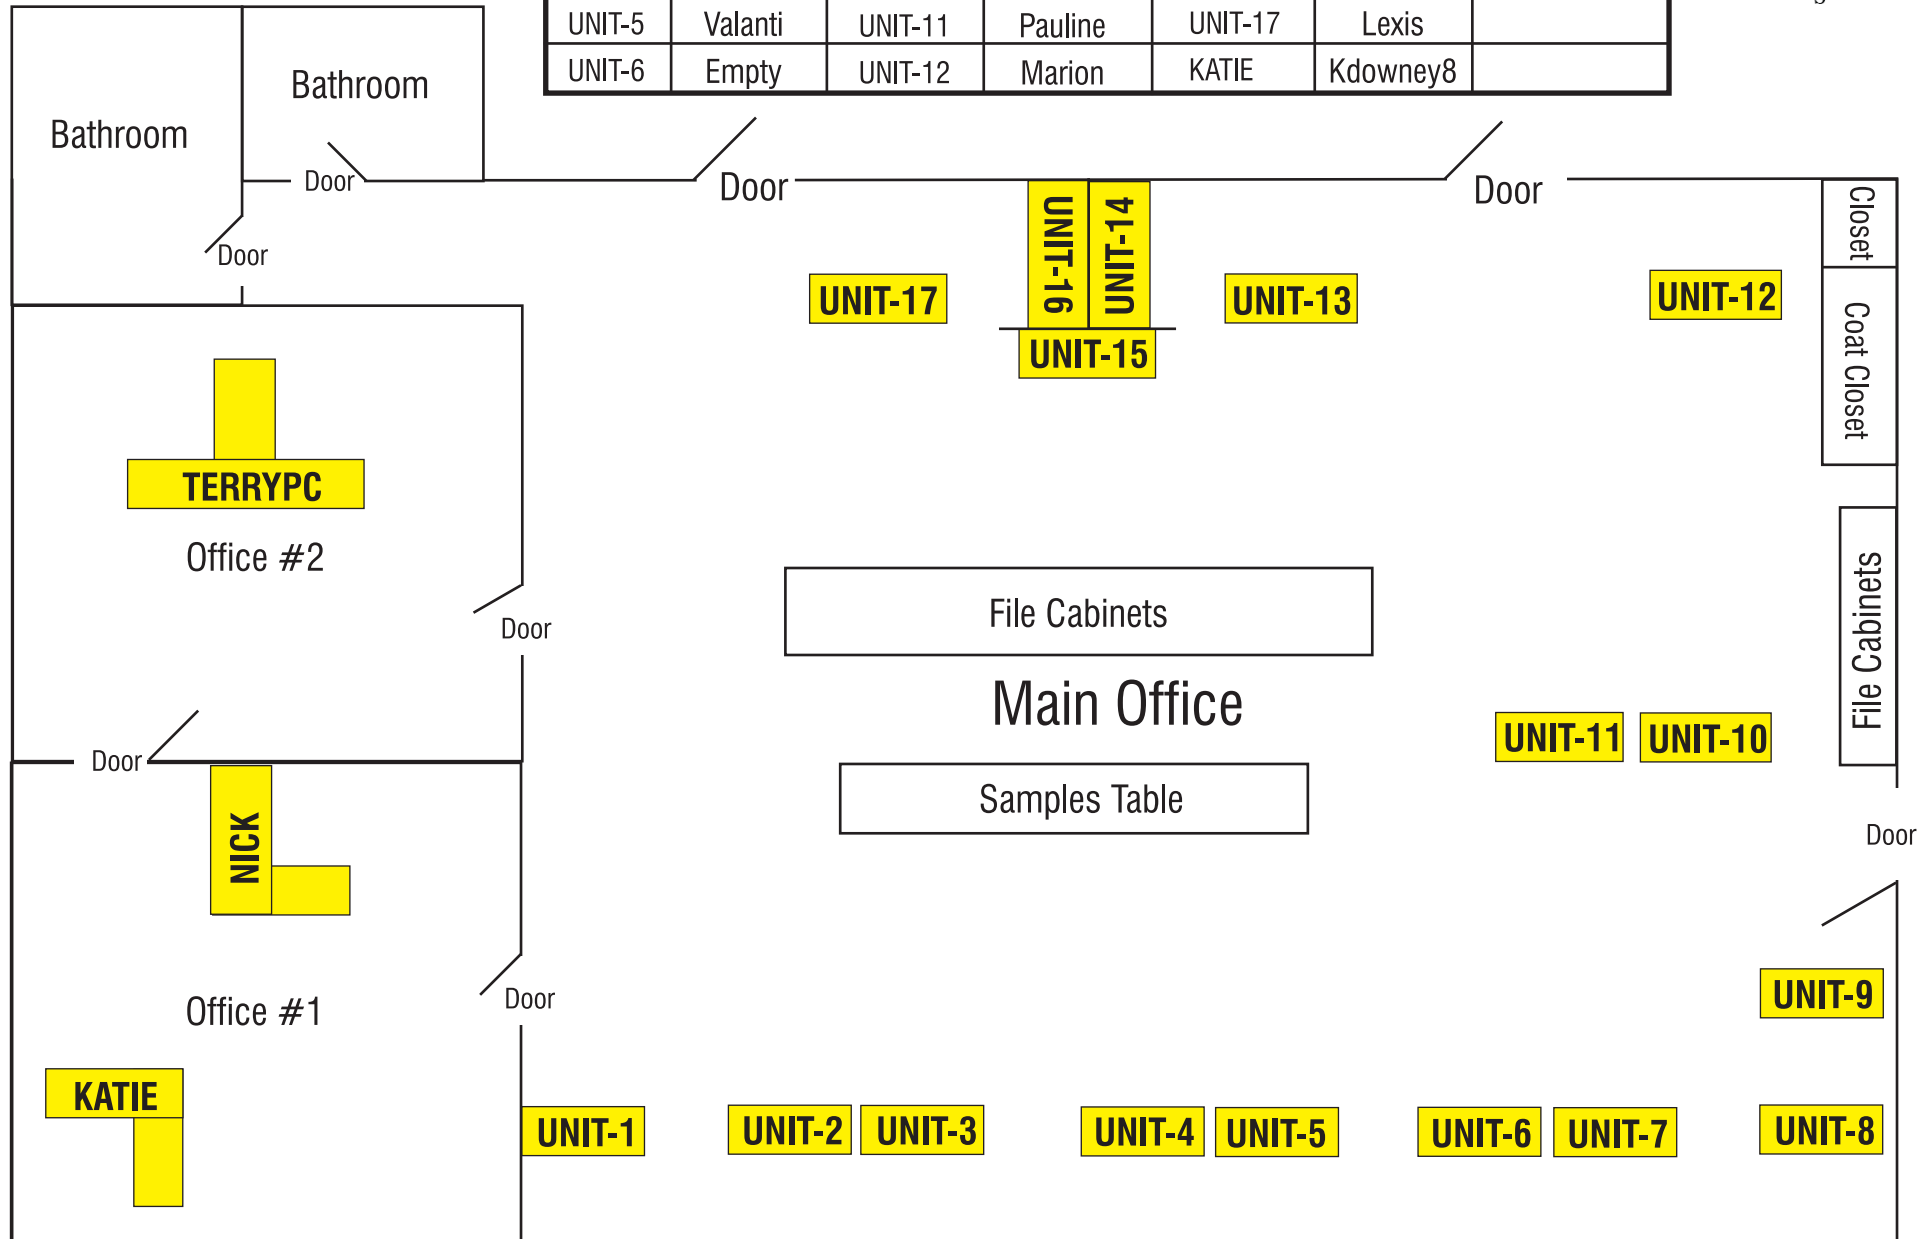 UNIT-5 Valanti UNIT-11 Pauline UNIT-17 Lexis
UNIT-6 Empty UNIT-12 Marion KATIE Kdowney8
Bathroom
Bathroom
Door
Door
Door
Door
Closet
Coat Closet
UNIT-17
UNIT-16
UNIT-14
UNIT-15
UNIT-13
UNIT-12
TERRYPC
Office #2
Door
File Cabinets
File Cabinets
Main Office
UNIT-11
UNIT-10
Door
Samples Table
Door
NICK
Office #1
Door
UNIT-9
KATIE
UNIT-1
UNIT-2
UNIT-3
UNIT-4
UNIT-5
UNIT-6
UNIT-7
UNIT-8